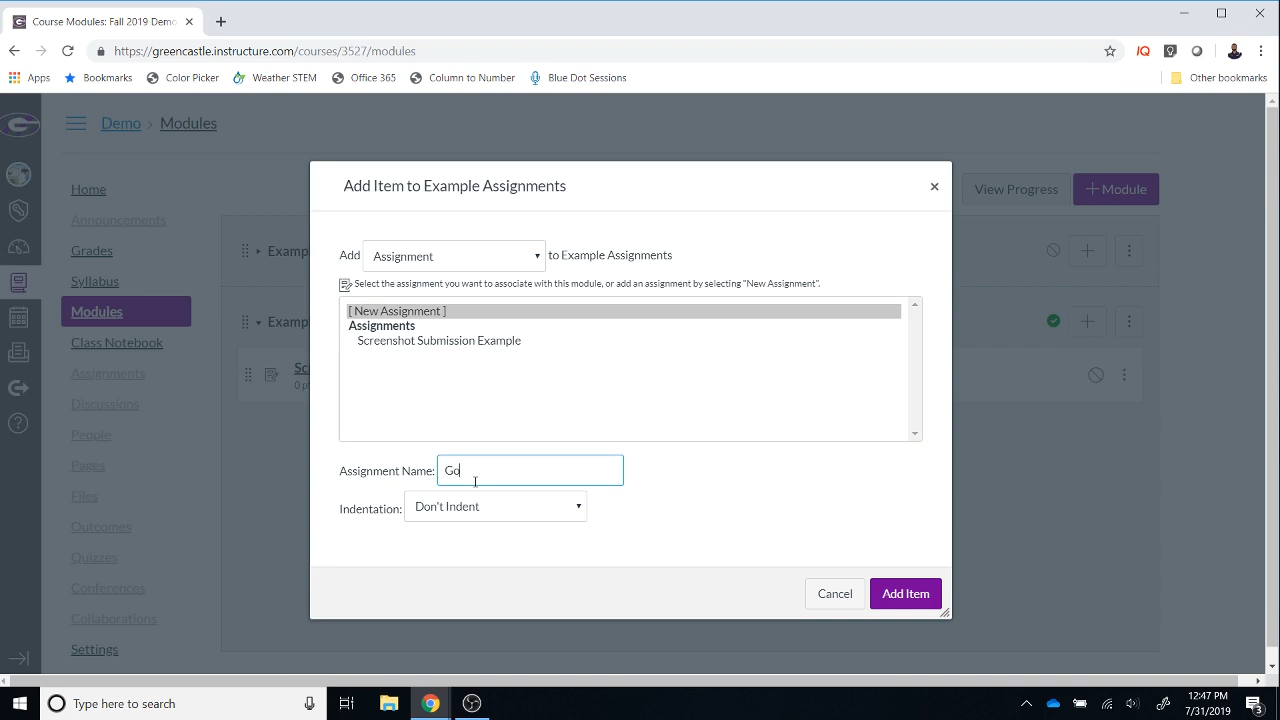 Course Modules: Fall 2019 Demo
https://greencastle.instructure.com/courses/3527/modules
Apps Bookmarks Color Picker Weather STEM Office 365 Column to Number Blue Dot Sessions Other bookmarks
Demo › Modules
View Progress + Module
Home
Announcements
Grades
Syllabus
Modules
Class Notebook
Assignments
Discussions
People
Pages
Files
Outcomes
Quizzes
Conferences
Collaborations
Settings
Examp
Examp
Sc
0 p
Add Item to Example Assignments
Add Assignment to Example Assignments
Select the assignment you want to associate with this module, or add an assignment by selecting "New Assignment".
[ New Assignment ]
Assignments
Screenshot Submission Example
Assignment Name: Go
Indentation: Don't Indent
Cancel Add Item
Type here to search
12:47 PM
7/31/2019
3